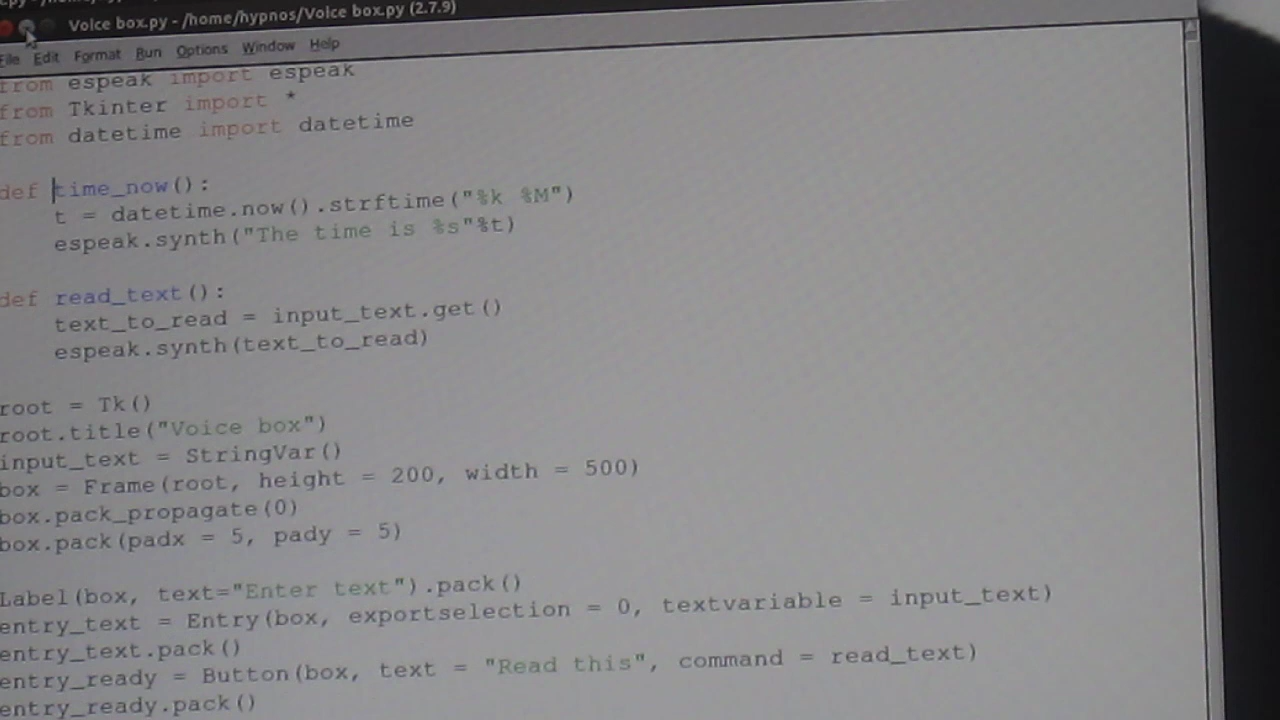 Voice box.py - /home/hypnos/Voice box.py (2.7.9)
File Edit Format Run Options Window Help
from espeak import espeak
from Tkinter import *
from datetime import datetime
def time_now():
    t = datetime.now().strftime("%k %M")
    espeak.synth("The time is %s"%t)
def read_text():
    text_to_read = input_text.get()
    espeak.synth(text_to_read)
root = Tk()
root.title("Voice box")
input_text = StringVar()
box = Frame(root, height = 200, width = 500)
box.pack_propagate(0)
box.pack(padx = 5, pady = 5)
Label(box, text="Enter text").pack()
entry_text = Entry(box, exportselection = 0, textvariable = input_text)
entry_text.pack()
entry_ready = Button(box, text = "Read this", command = read_text)
entry_ready.pack()